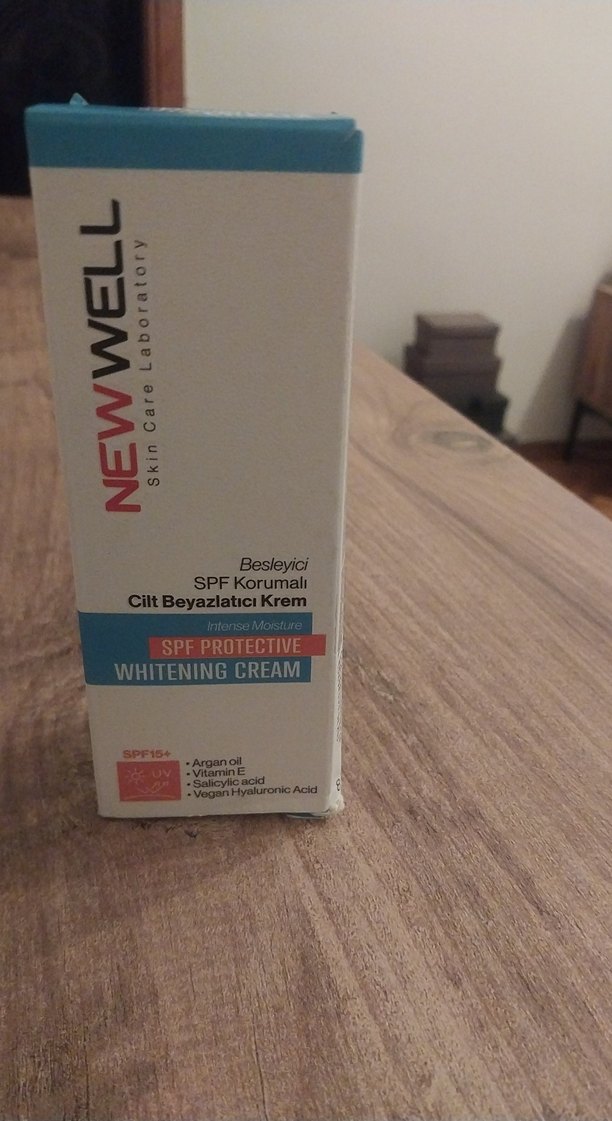 NEWWELL
Skin Care Laboratory
Besleyici
SPF Korumalı
Cilt Beyazlatıcı Krem
Intense Moisture
SPF PROTECTIVE
WHITENING CREAM
SPF15+
UV
• Argan oil
• Vitamin E
• Salicylic acid
• Vegan Hyaluronic Acid